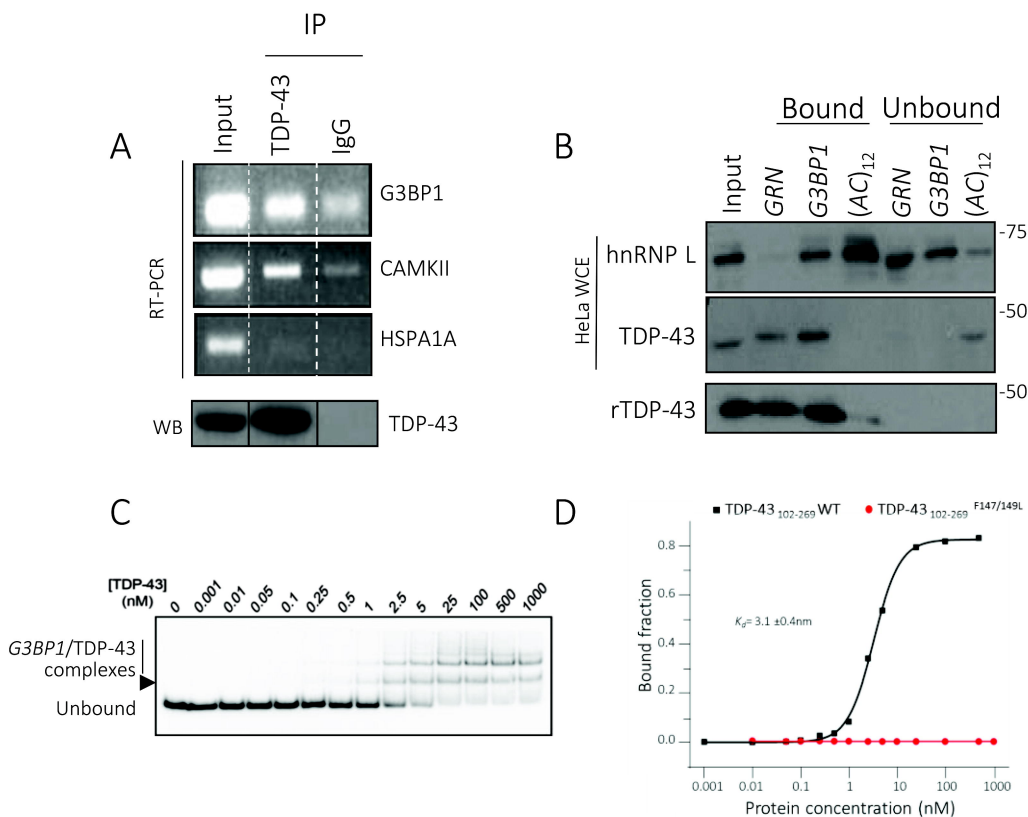 A
IP
Input
TDP-43
IgG
RT-PCR
G3BP1
CAMKII
HSPA1A
WB
TDP-43
B
Bound
Unbound
Input
GRN
G3BP1
(AC)₁₂
GRN
G3BP1
(AC)₁₂
HeLa WCE
hnRNP L
-75
TDP-43
-50
rTDP-43
-50
C
[TDP-43]
(nM)
0 0.001 0.01 0.05 0.1 0.25 0.5 1 2.5 5 25 100 500 1000
G3BP1/TDP-43
complexes
Unbound
D
TDP-43 102-269 WT
TDP-43 102-269 F147/149L
Bound fraction
0.8
0.6
0.4
0.2
0.0
Kd= 3.1 ±0.4nm
0.001 0.01 0.1 1 10 100 1000
Protein concentration (nM)